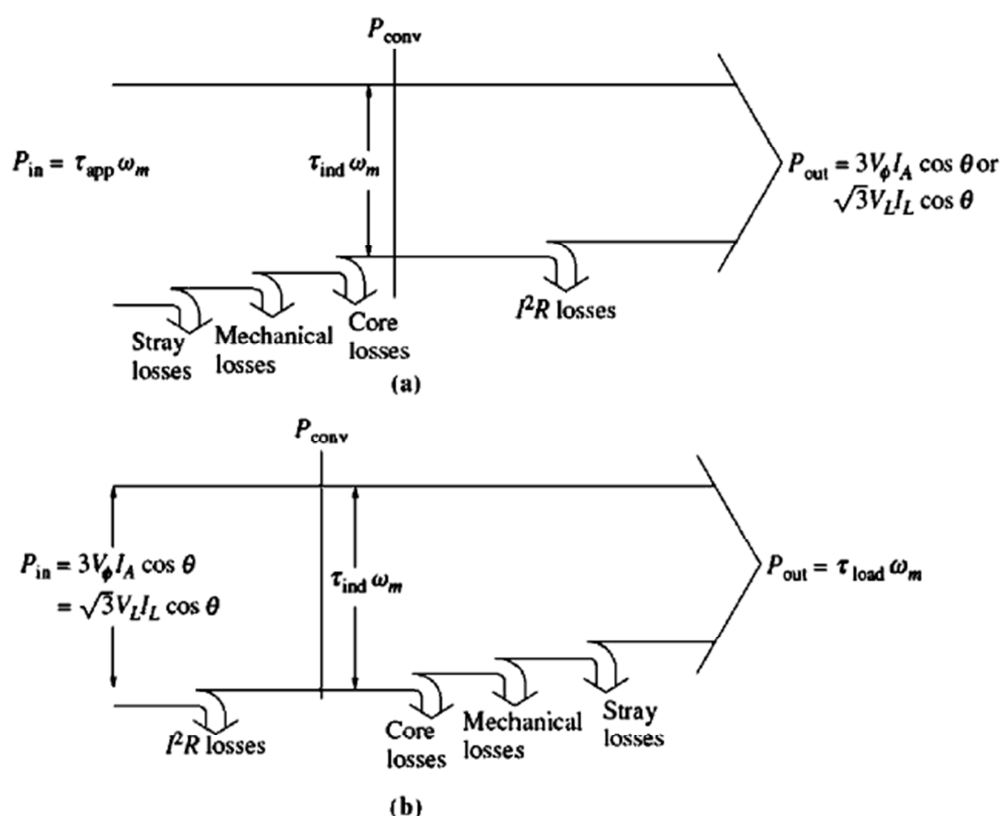 P_conv
P_in = τ_app ω_m
τ_ind ω_m
P_out = 3V_ϕ I_A cos θ or
√3V_L I_L cos θ
Stray
losses
Mechanical
losses
Core
losses
I²R losses
(a)
P_conv
P_in = 3V_ϕ I_A cos θ
= √3V_L I_L cos θ
τ_ind ω_m
P_out = τ_load ω_m
I²R losses
Core
losses
Mechanical
losses
Stray
losses
(b)